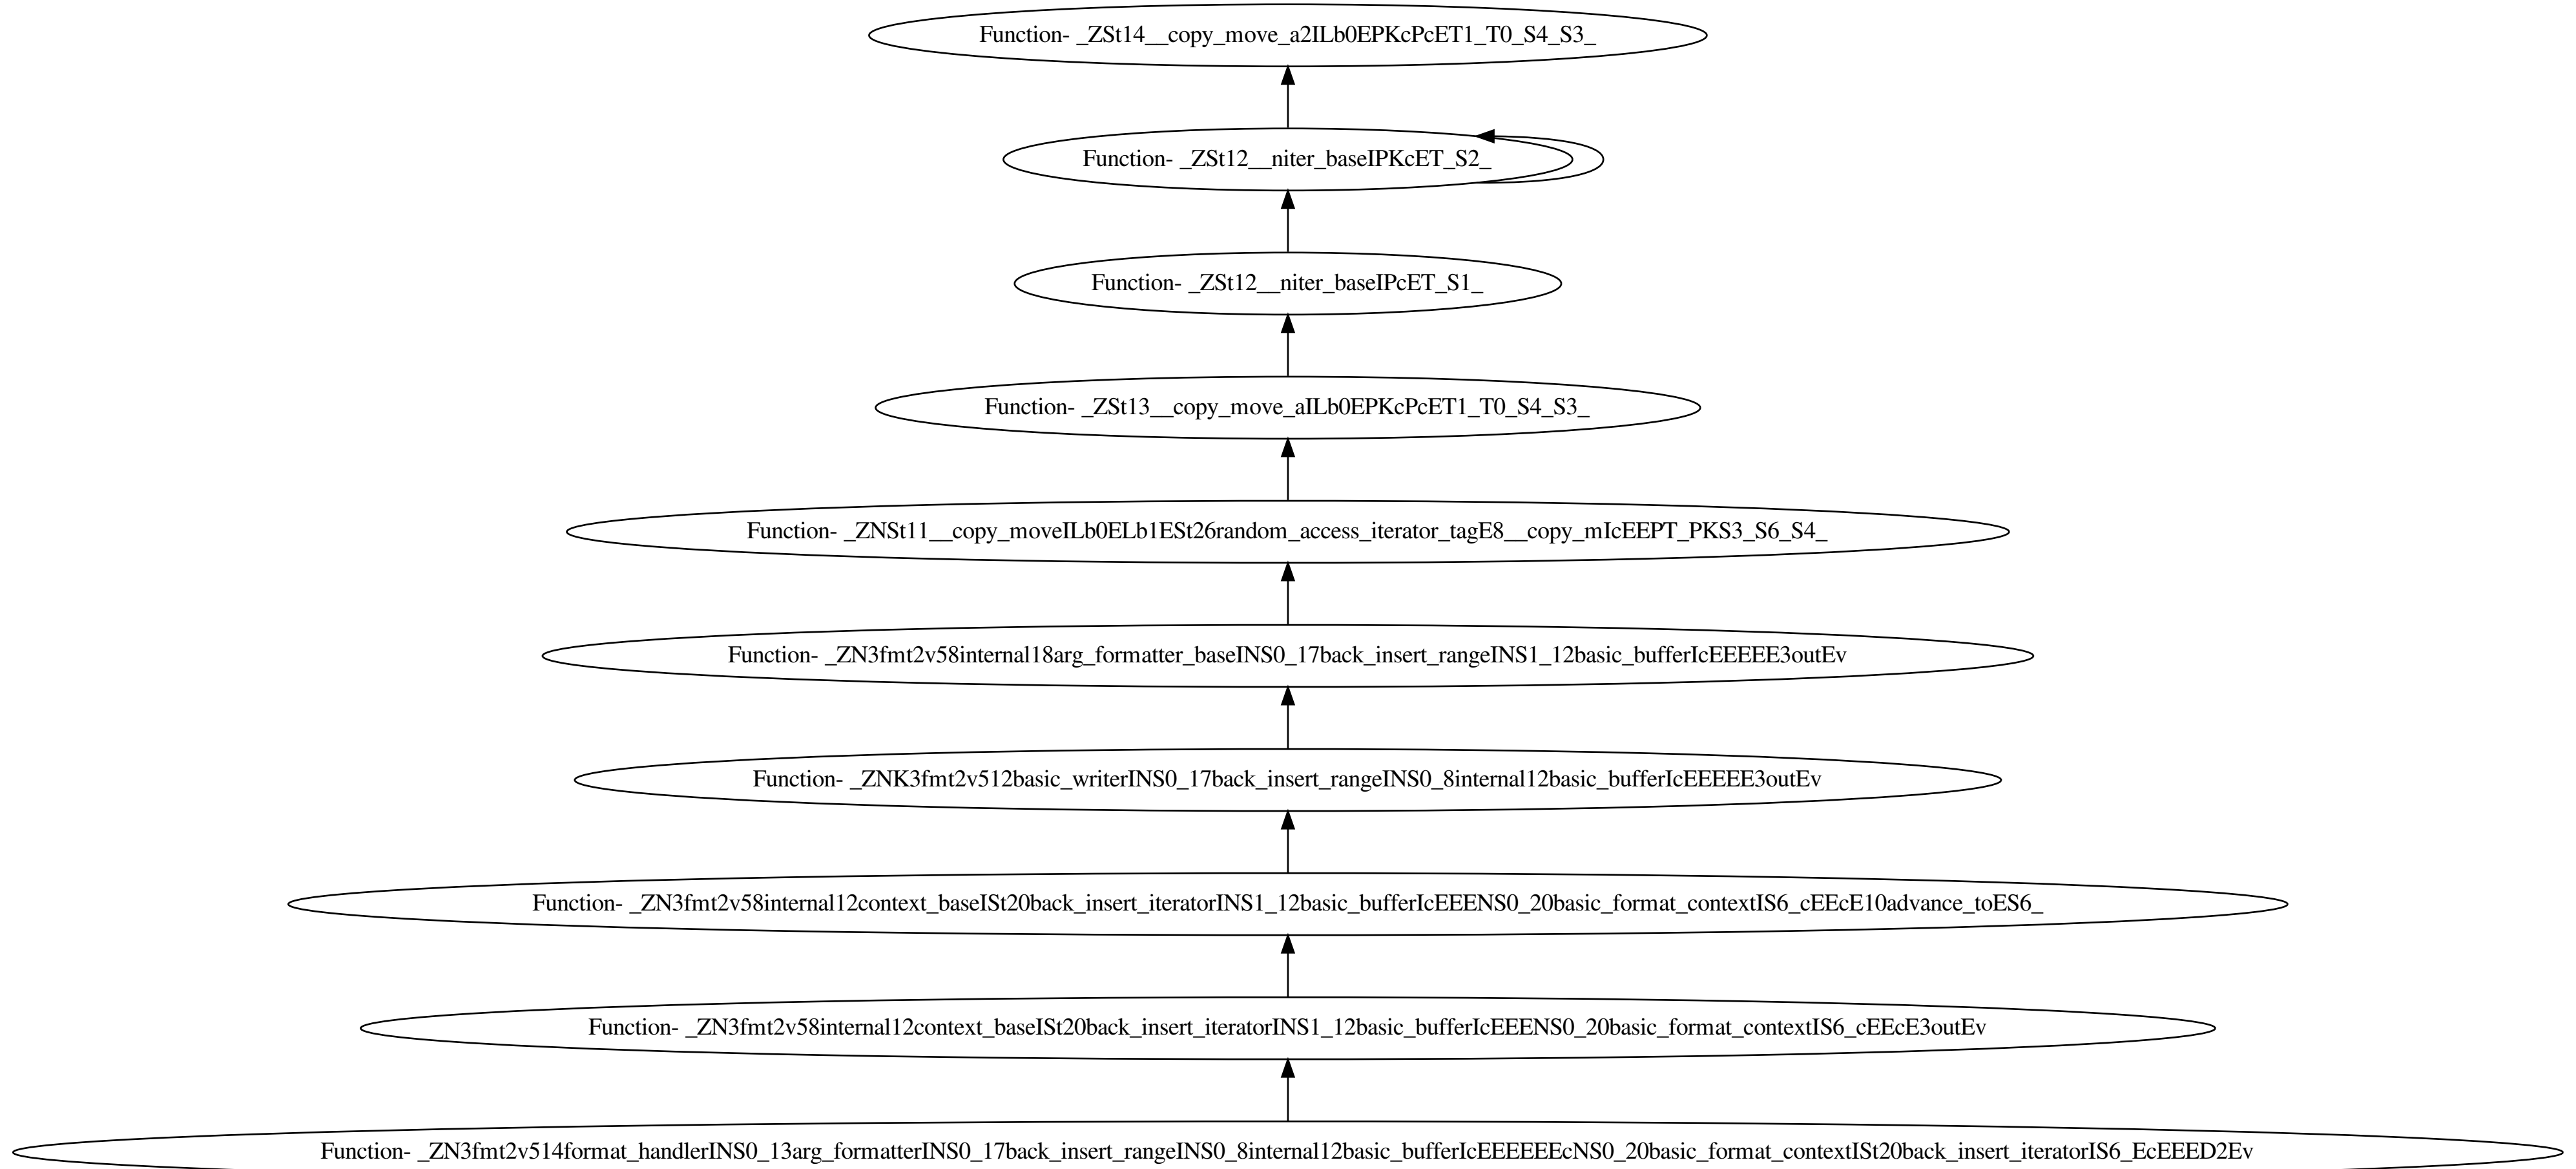 Function- _ZSt14__copy_move_a2ILb0EPKcPcET1_T0_S4_S3_
Function- _ZSt12__niter_baseIPKcET_S2_
Function- _ZSt12__niter_baseIPcET_S1_
Function- _ZSt13__copy_move_aILb0EPKcPcET1_T0_S4_S3_
Function- _ZNSt11__copy_moveILb0ELb1ESt26random_access_iterator_tagE8__copy_mIcEEPT_PKS3_S6_S4_
Function- _ZN3fmt2v58internal18arg_formatter_baseINS0_17back_insert_rangeINS1_12basic_bufferIcEEEEE3outEv
Function- _ZNK3fmt2v512basic_writerINS0_17back_insert_rangeINS0_8internal12basic_bufferIcEEEEE3outEv
Function- _ZN3fmt2v58internal12context_baseISt20back_insert_iteratorINS1_12basic_bufferIcEEENS0_20basic_format_contextIS6_cEEcE10advance_toES6_
Function- _ZN3fmt2v58internal12context_baseISt20back_insert_iteratorINS1_12basic_bufferIcEEENS0_20basic_format_contextIS6_cEEcE3outEv
Function- _ZN3fmt2v514format_handlerINS0_13arg_formatterINS0_17back_insert_rangeINS0_8internal12basic_bufferIcEEEEEEcNS0_20basic_format_contextISt20back_insert_iteratorIS6_EcEEED2Ev